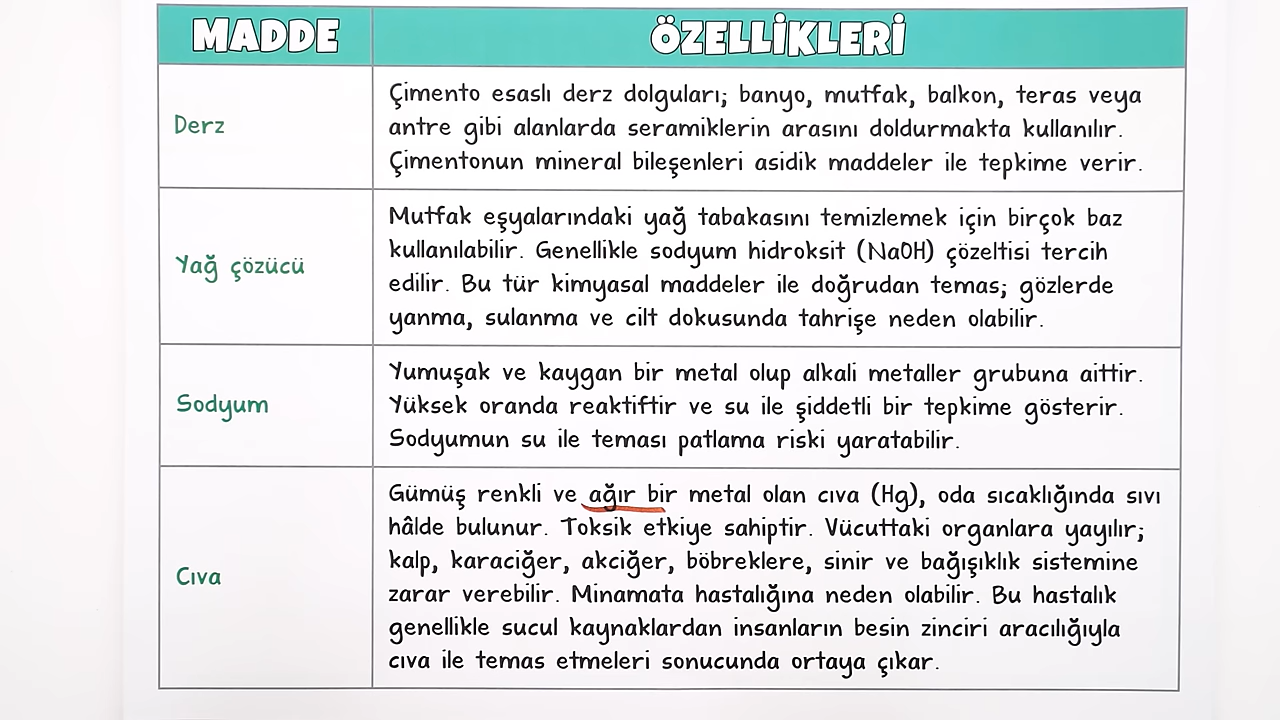 MADDE
ÖZELLİKLERİ
Derz
Çimento esaslı derz dolguları; banyo, mutfak, balkon, teras veya
antre gibi alanlarda seramiklerin arasını doldurmakta kullanılır.
Çimentonun mineral bileşenleri asidik maddeler ile tepkime verir.
Yağ çözücü
Mutfak eşyalarındaki yağ tabakasını temizlemek için birçok baz
kullanılabilir. Genellikle sodyum hidroksit (NaOH) çözeltisi tercih
edilir. Bu tür kimyasal maddeler ile doğrudan temas; gözlerde
yanma, sulanma ve cilt dokusunda tahrişe neden olabilir.
Sodyum
Yumuşak ve kaygan bir metal olup alkali metaller grubuna aittir.
Yüksek oranda reaktiftir ve su ile şiddetli bir tepkime gösterir.
Sodyumun su ile teması patlama riski yaratabilir.
Cıva
Gümüş renkli ve ağır bir metal olan cıva (Hg), oda sıcaklığında sıvı
hâlde bulunur. Toksik etkiye sahiptir. Vücuttaki organlara yayılır;
kalp, karaciğer, akciğer, böbreklere, sinir ve bağışıklık sistemine
zarar verebilir. Minamata hastalığına neden olabilir. Bu hastalık
genellikle sucul kaynaklardan insanların besin zinciri aracılığıyla
cıva ile temas etmeleri sonucunda ortaya çıkar.